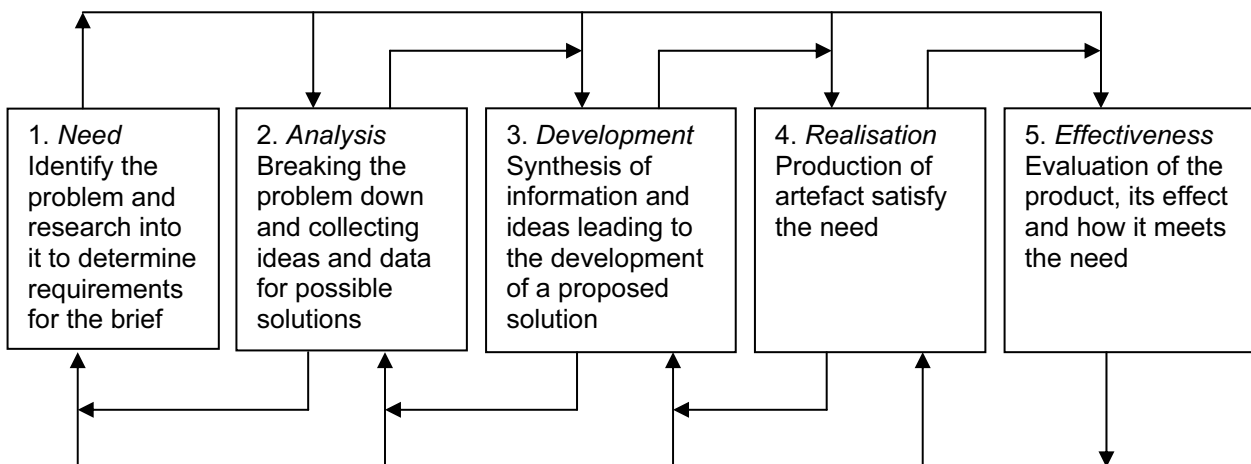 1. Need
Identify the
problem and
research into
it to determine
requirements
for the brief
2. Analysis
Breaking the
problem down
and collecting
ideas and data
for possible
solutions
3. Development
Synthesis of
information and
ideas leading to
the development
of a proposed
solution
4. Realisation
Production of
artefact satisfy
the need
5. Effectiveness
Evaluation of the
product, its effect
and how it meets
the need